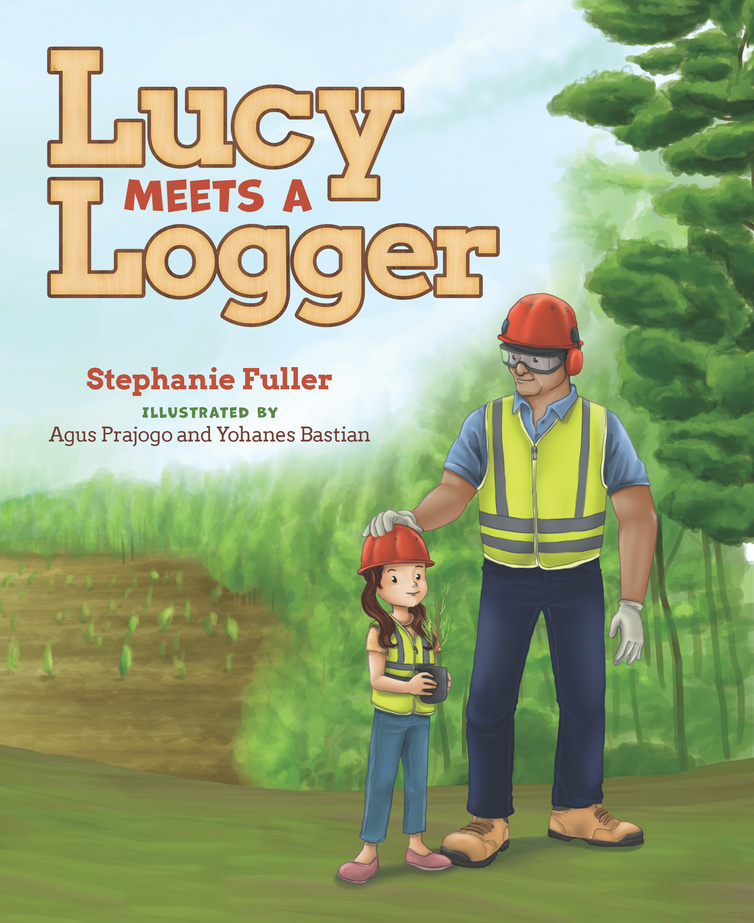 Lucy
MEETS A
Logger
Stephanie Fuller
ILLUSTRATED BY
Agus Prajogo and Yohanes Bastian